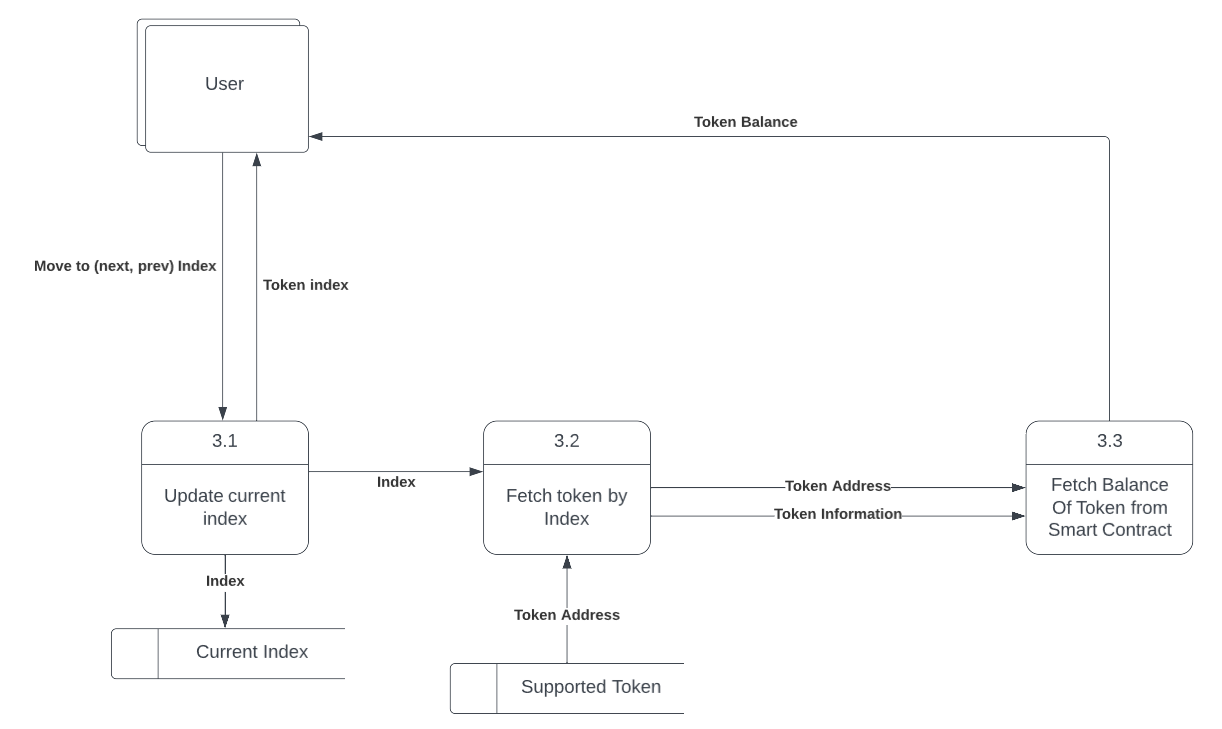 User
Token Balance
Move to (next, prev) Index
Token index
3.1
Update current
index
Index
3.2
Fetch token by
Index
Token Address
Token Information
3.3
Fetch Balance
Of Token from
Smart Contract
Index
Current Index
Token Address
Supported Token